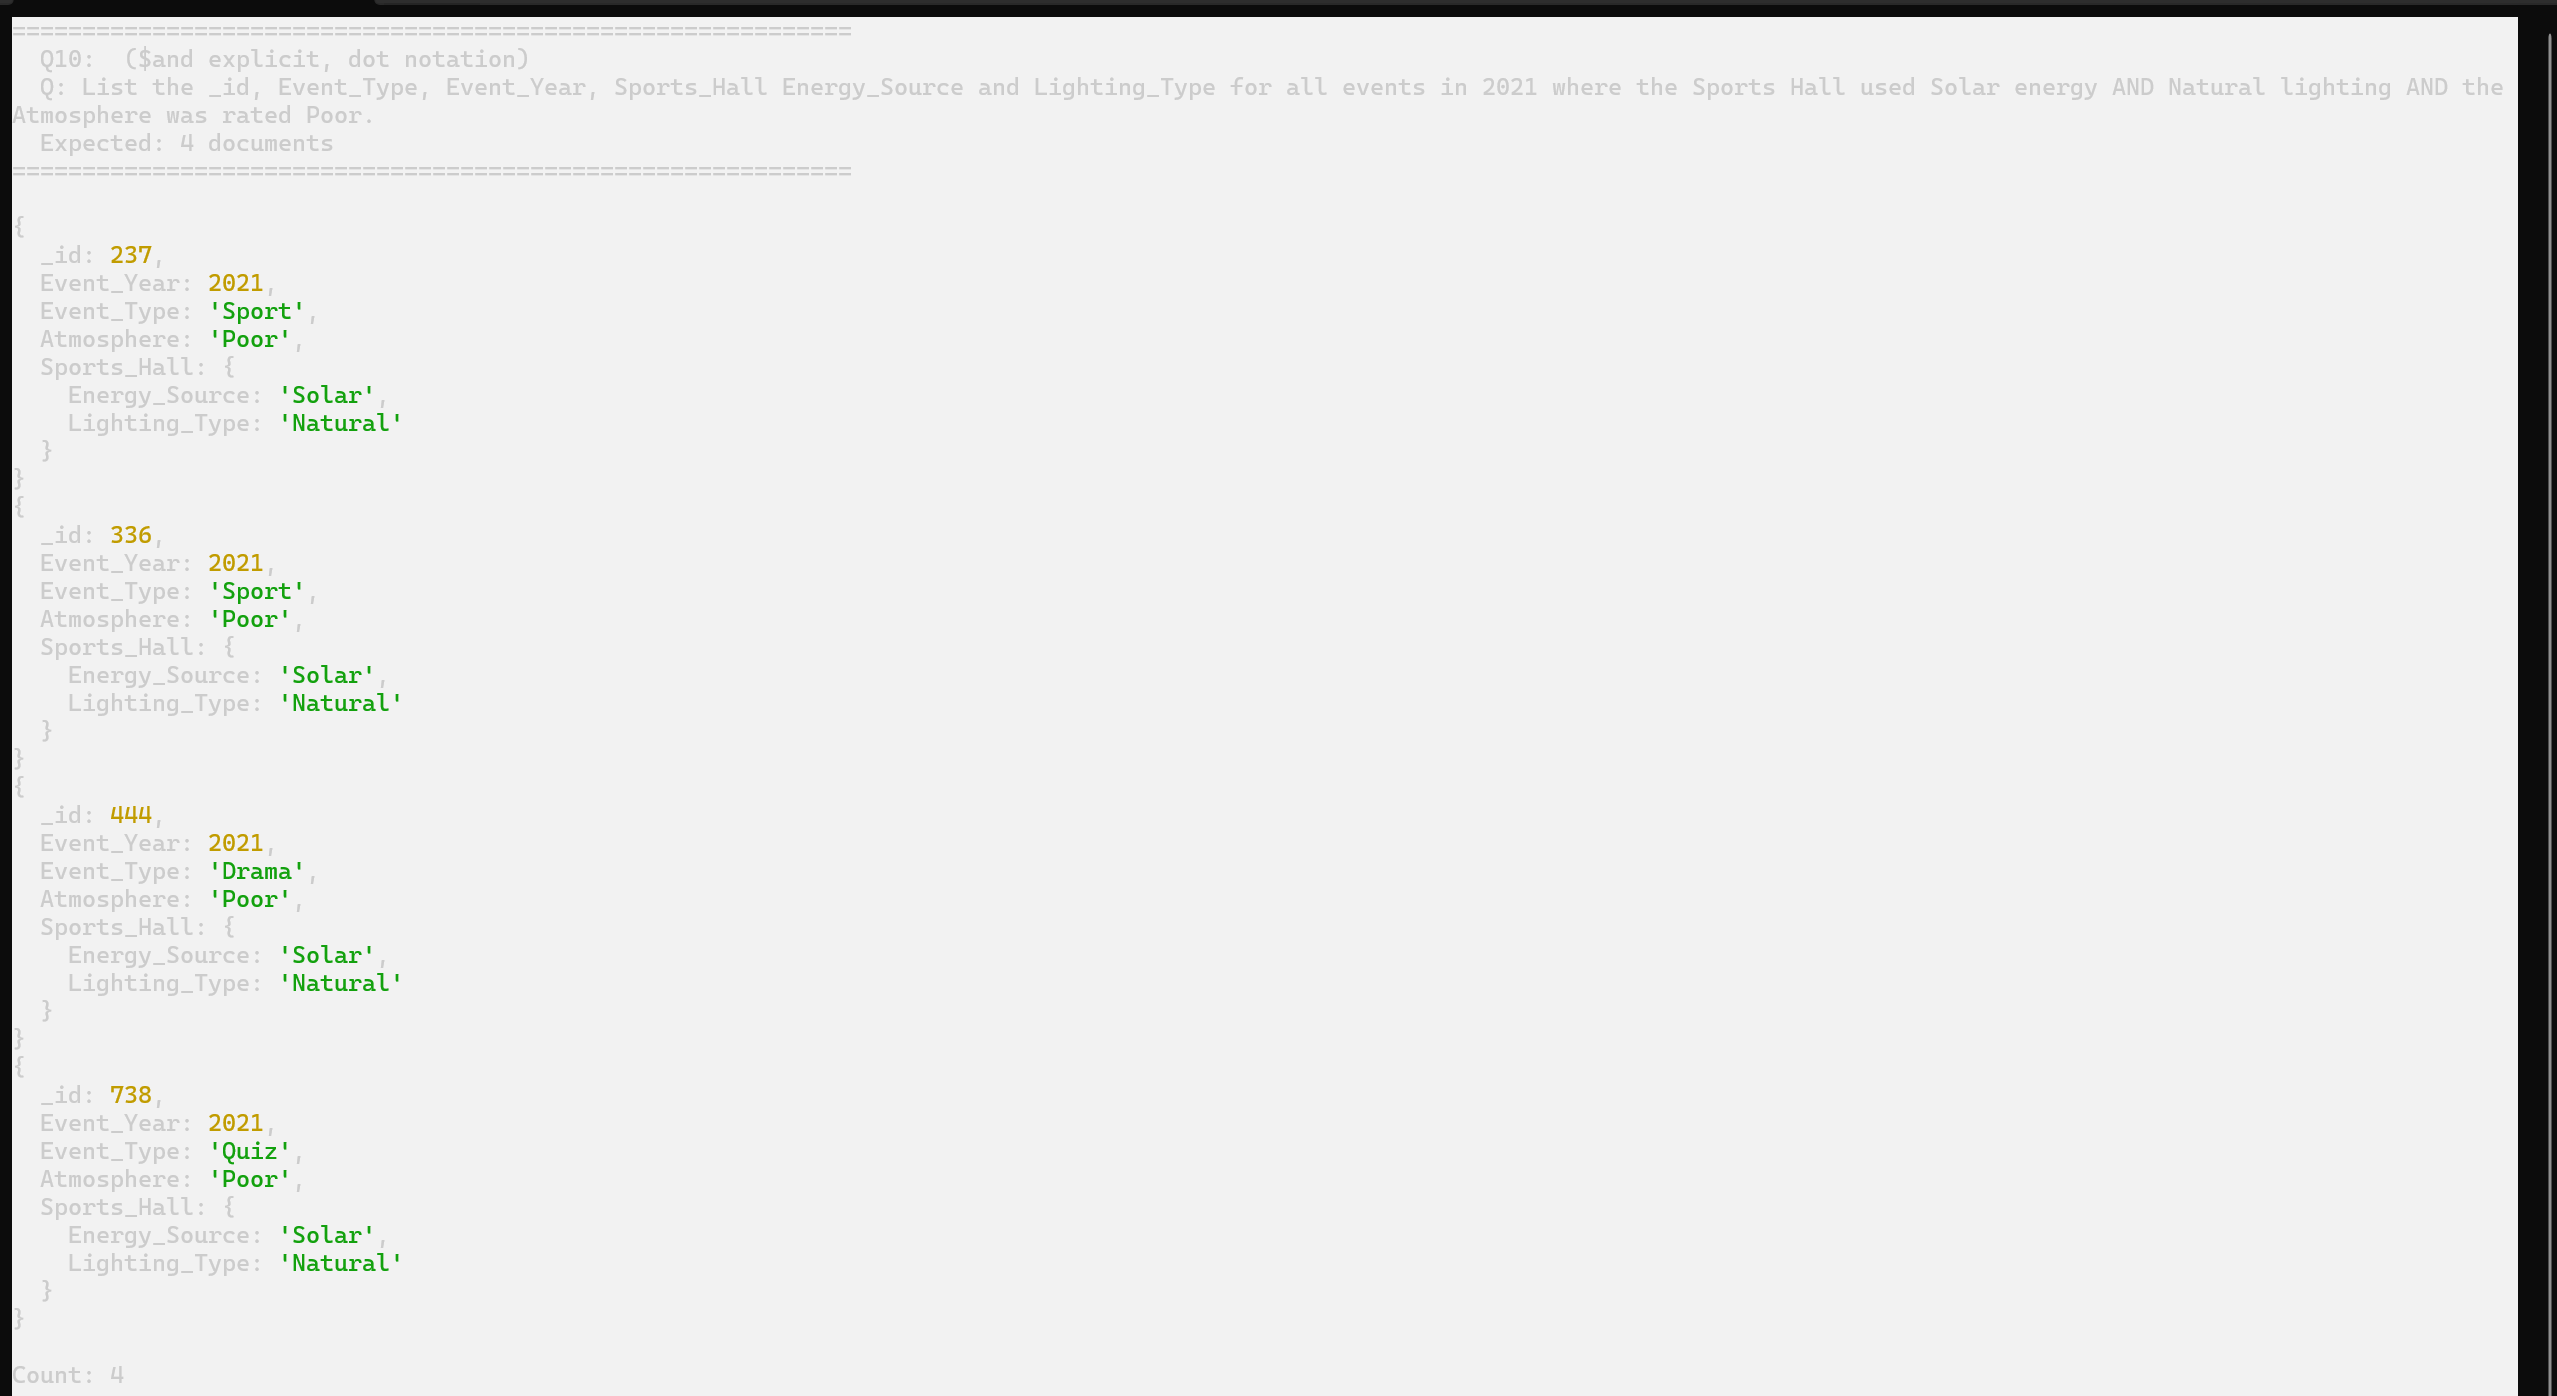 ============================================================
  Q10:  ($and explicit, dot notation)
  Q: List the _id, Event_Type, Event_Year, Sports_Hall Energy_Source and Lighting_Type for all events in 2021 where the Sports Hall used Solar energy AND Natural lighting AND the
Atmosphere was rated Poor.
  Expected: 4 documents
============================================================

{
  _id: 237,
  Event_Year: 2021,
  Event_Type: 'Sport',
  Atmosphere: 'Poor',
  Sports_Hall: {
    Energy_Source: 'Solar',
    Lighting_Type: 'Natural'
  }
}
{
  _id: 336,
  Event_Year: 2021,
  Event_Type: 'Sport',
  Atmosphere: 'Poor',
  Sports_Hall: {
    Energy_Source: 'Solar',
    Lighting_Type: 'Natural'
  }
}
{
  _id: 444,
  Event_Year: 2021,
  Event_Type: 'Drama',
  Atmosphere: 'Poor',
  Sports_Hall: {
    Energy_Source: 'Solar',
    Lighting_Type: 'Natural'
  }
}
{
  _id: 738,
  Event_Year: 2021,
  Event_Type: 'Quiz',
  Atmosphere: 'Poor',
  Sports_Hall: {
    Energy_Source: 'Solar',
    Lighting_Type: 'Natural'
  }
}

Count: 4